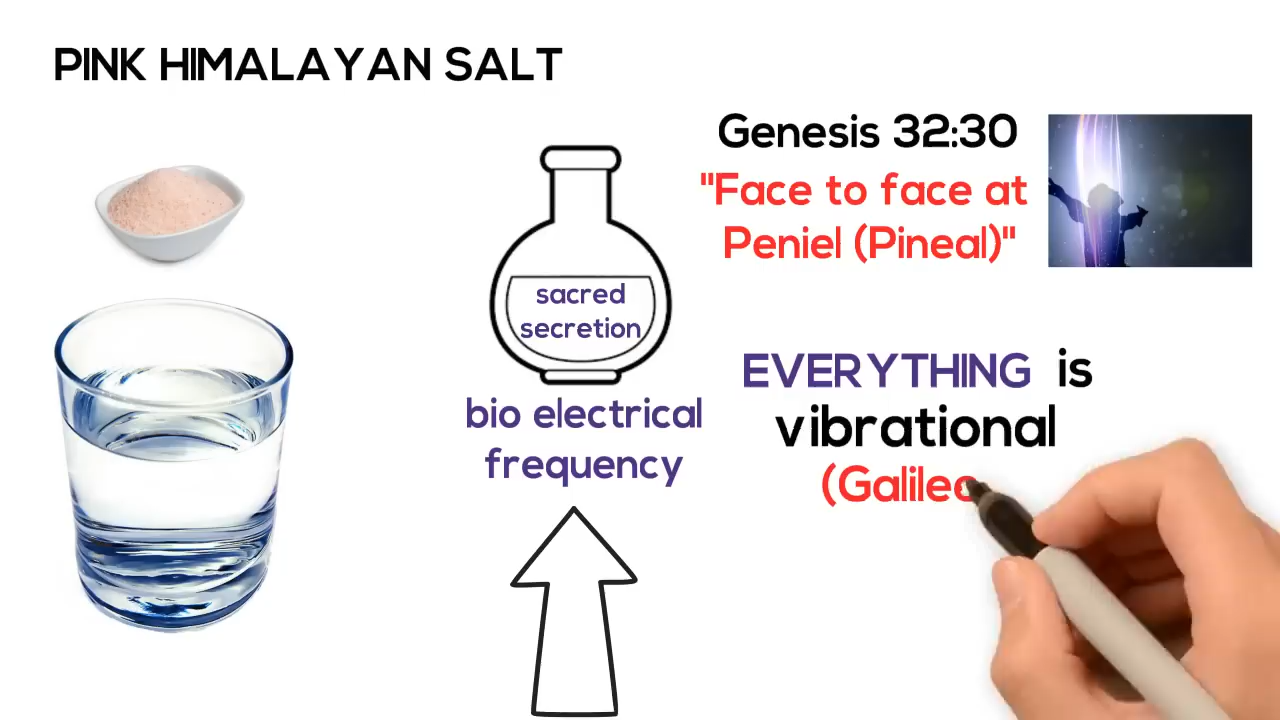 PINK HIMALAYAN SALT
Genesis 32:30
"Face to face at
Peniel (Pineal)"
sacred
secretion
bio electrical
frequency
EVERYTHING is
vibrational
(Galileo